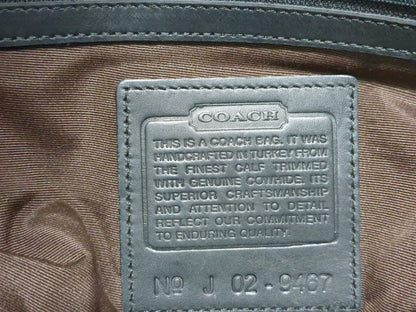 COACH
THIS IS A COACH BAG. IT WAS
HANDCRAFTED IN TURKEY FROM
THE FINEST CALF TRIMMED
WITH GENUINE COWHIDE. ITS
SUPERIOR CRAFTSMANSHIP
AND ATTENTION TO DETAIL
REFLECT OUR COMMITMENT
TO ENDURING QUALITY.
Nº J 02 - 9467